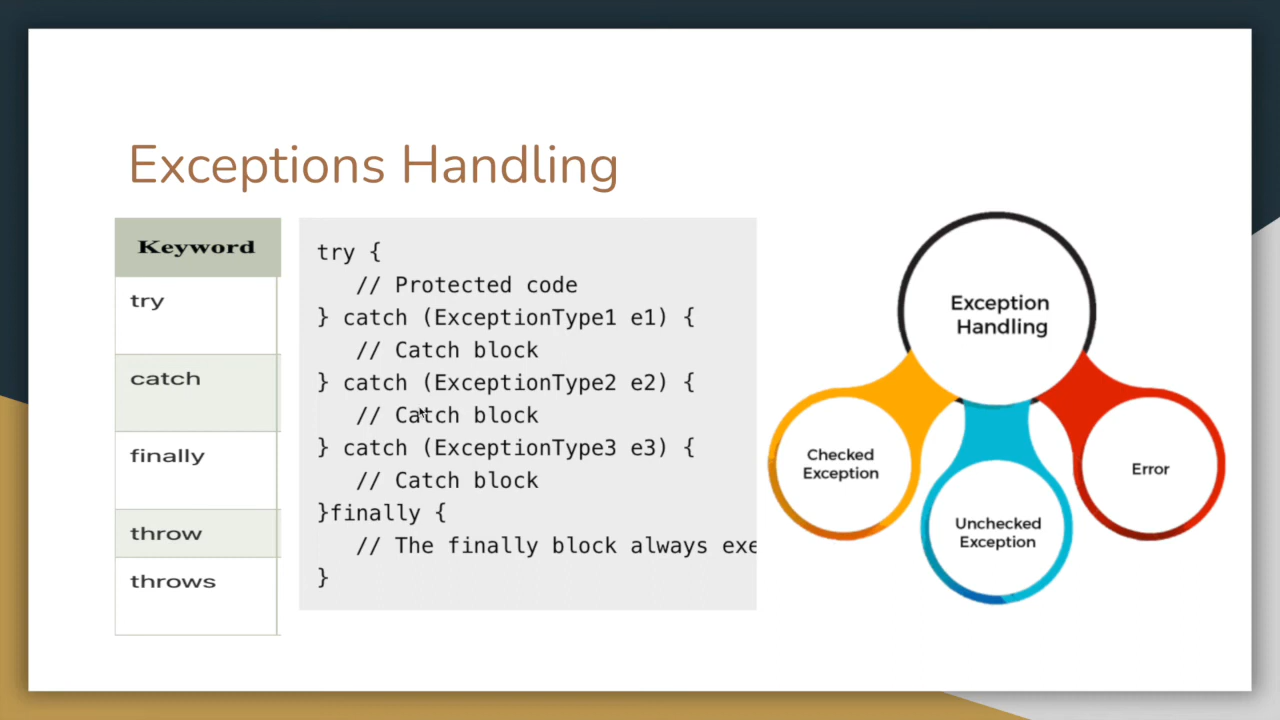 Exceptions Handling
Keyword
try
catch
finally
throw
throws
try {
// Protected code
} catch (ExceptionType1 e1) {
// Catch block
} catch (ExceptionType2 e2) {
// Catch block
} catch (ExceptionType3 e3) {
// Catch block
}finally {
// The finally block always exe
}
Exception
Handling
Checked
Exception
Unchecked
Exception
Error